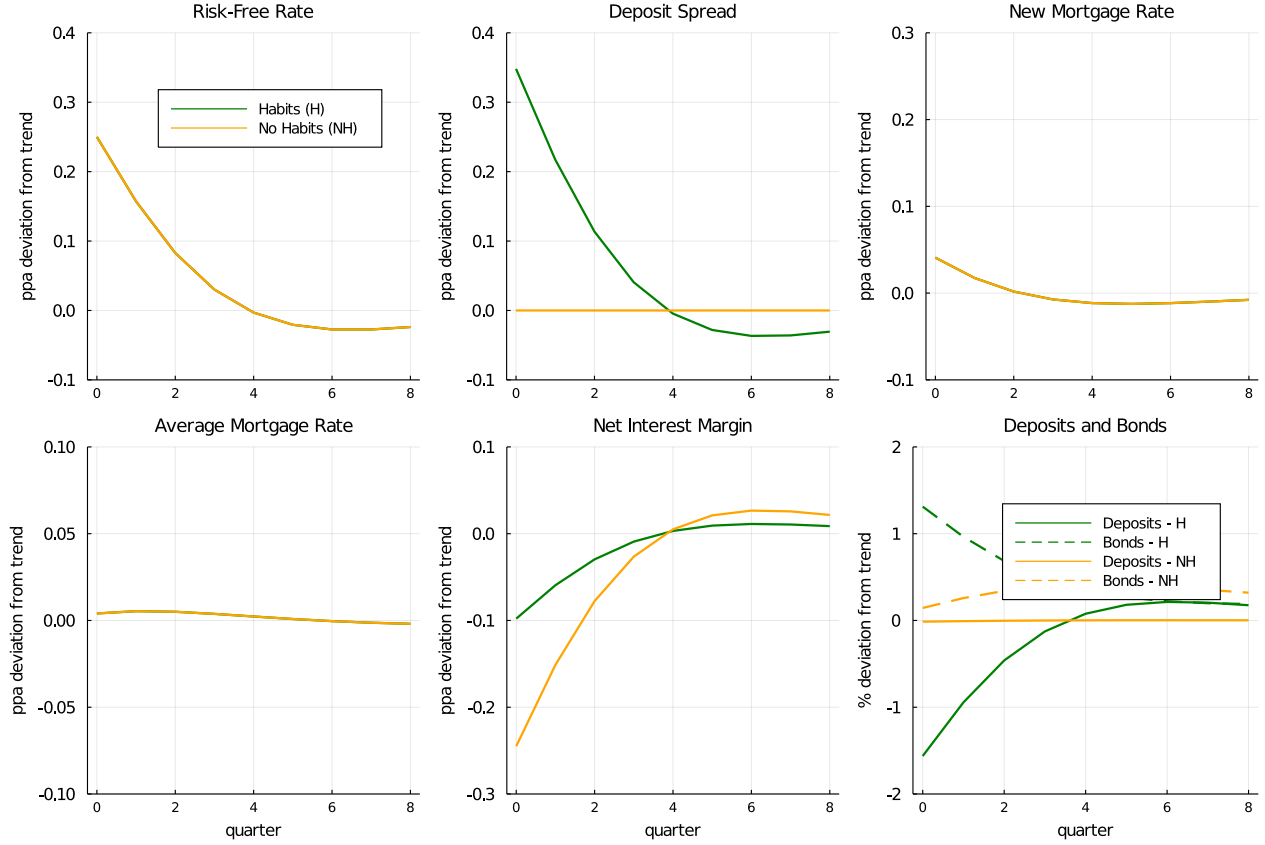 Risk-Free Rate
ppa deviation from trend
0.4
0.3
0.2
0.1
0.0
-0.1
0 2 4 6 8
Habits (H)
No Habits (NH)
Deposit Spread
ppa deviation from trend
0.4
0.3
0.2
0.1
0.0
-0.1
0 2 4 6 8
New Mortgage Rate
ppa deviation from trend
0.3
0.2
0.1
0.0
-0.1
0 2 4 6 8
Average Mortgage Rate
ppa deviation from trend
0.10
0.05
0.00
-0.05
-0.10
0 2 4 6 8
quarter
Net Interest Margin
ppa deviation from trend
0.1
0.0
-0.1
-0.2
-0.3
0 2 4 6 8
quarter
Deposits and Bonds
% deviation from trend
2
1
0
-1
-2
0 2 4 6 8
quarter
Deposits - H
Bonds - H
Deposits - NH
Bonds - NH